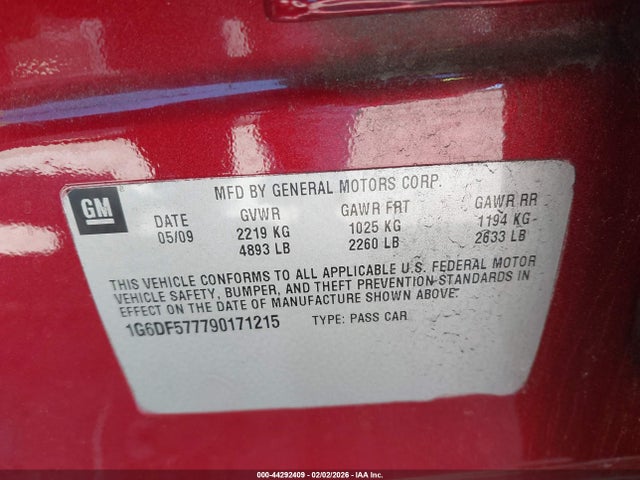 MFD BY GENERAL MOTORS CORP.
GM
DATE GVWR GAWR FRT GAWR RR
05/09 2219 KG 1025 KG 1194 KG
4893 LB 2260 LB 2633 LB
THIS VEHICLE CONFORMS TO ALL APPLICABLE U.S. FEDERAL MOTOR
VEHICLE SAFETY, BUMPER, AND THEFT PREVENTION STANDARDS IN
EFFECT ON THE DATE OF MANUFACTURE SHOWN ABOVE.
1G6DF577790171215 TYPE: PASS CAR
000-44292409 - 02/02/2026 - IAA Inc.